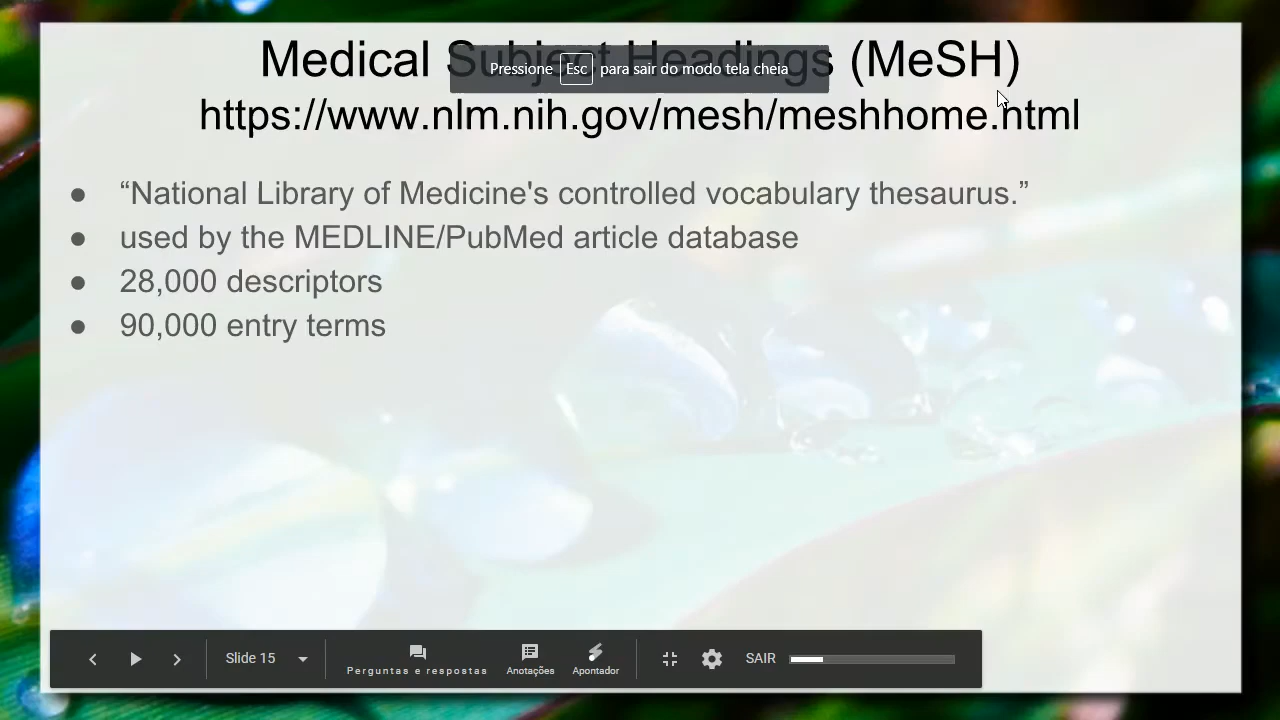 Medical Subject Headings (MeSH)
Pressione Esc para sair do modo tela cheia
https://www.nlm.nih.gov/mesh/meshhome.html
● “National Library of Medicine's controlled vocabulary thesaurus.”
● used by the MEDLINE/PubMed article database
● 28,000 descriptors
● 90,000 entry terms
Slide 15
Perguntas e respostas
Anotações
Apontador
SAIR